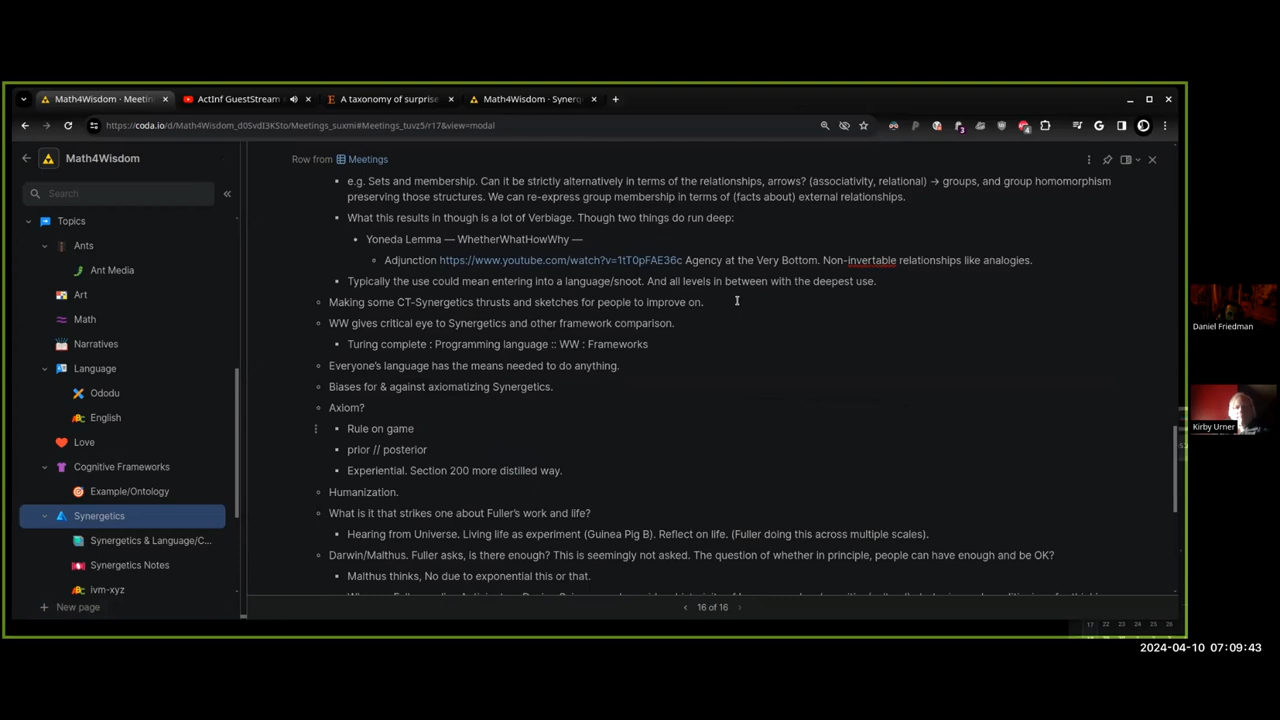 Math4Wisdom · Meetin
ActInf GuestStream
A taxonomy of surprise
Math4Wisdom · Synerg
https://coda.io/d/Math4Wisdom_d0SvdI3KSto/Meetings_suxmi#Meetings_tuvz5/r17&view=modal
Math4Wisdom
Search
Topics
Ants
Ant Media
Art
Math
Narratives
Language
Ododu
English
Love
Cognitive Frameworks
Example/Ontology
Synergetics
Synergetics & Language/C...
Synergetics Notes
ivm-xyz
New page
Row from Meetings
e.g. Sets and membership. Can it be strictly alternatively in terms of the relationships, arrows? (associativity, relational) → groups, and group homomorphism
preserving those structures. We can re-express group membership in terms of (facts about) external relationships.
What this results in though is a lot of Verbiage. Though two things do run deep:
Yoneda Lemma — WhetherWhatHowWhy —
Adjunction https://www.youtube.com/watch?v=1tT0pFAE36c Agency at the Very Bottom. Non-invertable relationships like analogies.
Typically the use could mean entering into a language/snoot. And all levels in between with the deepest use.
Making some CT-Synergetics thrusts and sketches for people to improve on.
WW gives critical eye to Synergetics and other framework comparison.
Turing complete : Programming language :: WW : Frameworks
Everyone's language has the means needed to do anything.
Biases for & against axiomatizing Synergetics.
Axiom?
Rule on game
prior // posterior
Experiential. Section 200 more distilled way.
Humanization.
What is it that strikes one about Fuller's work and life?
Hearing from Universe. Living life as experiment (Guinea Pig B). Reflect on life. (Fuller doing this across multiple scales).
Darwin/Malthus. Fuller asks, is there enough? This is seemingly not asked. The question of whether in principle, people can have enough and be OK?
Malthus thinks, No due to exponential this or that.
16 of 16
Daniel Friedman
Kirby Urner
17 22 23 24 25 26
2024-04-10 07:09:43